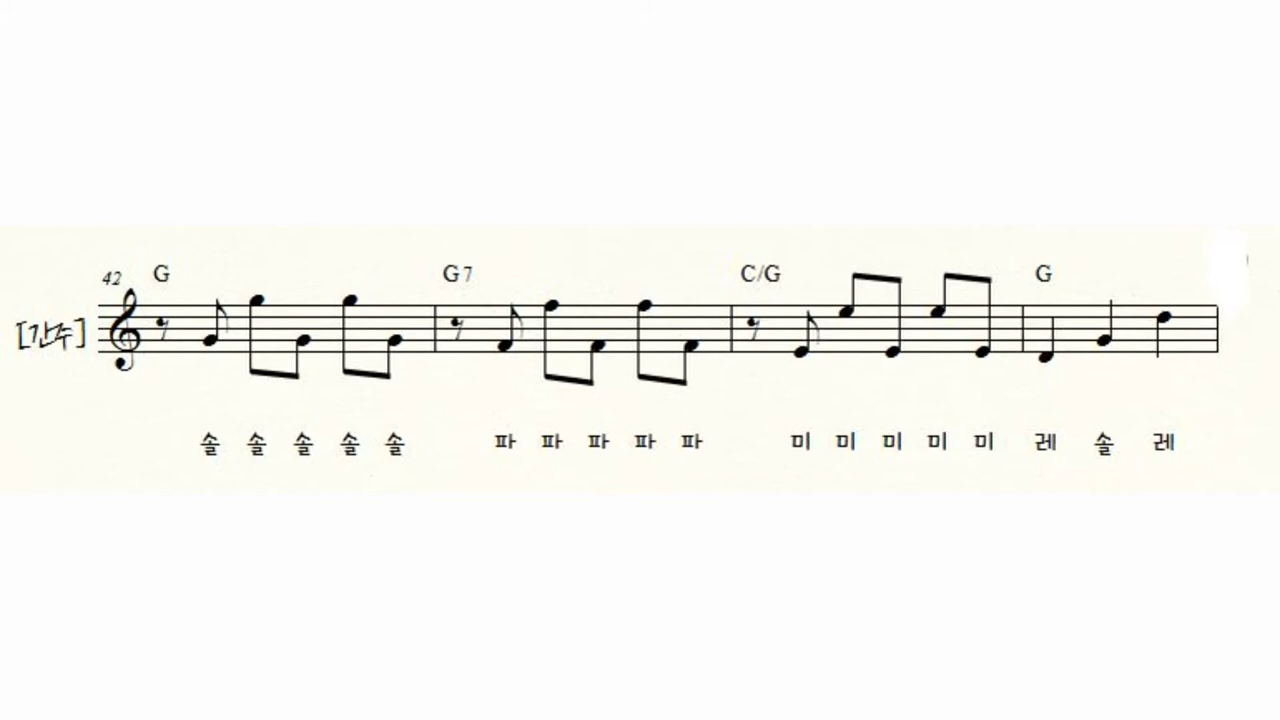 42 G G7 C/G G
[간주]
솔 솔 솔 솔 솔 파 파 파 파 파 미 미 미 미 미 레 솔 레